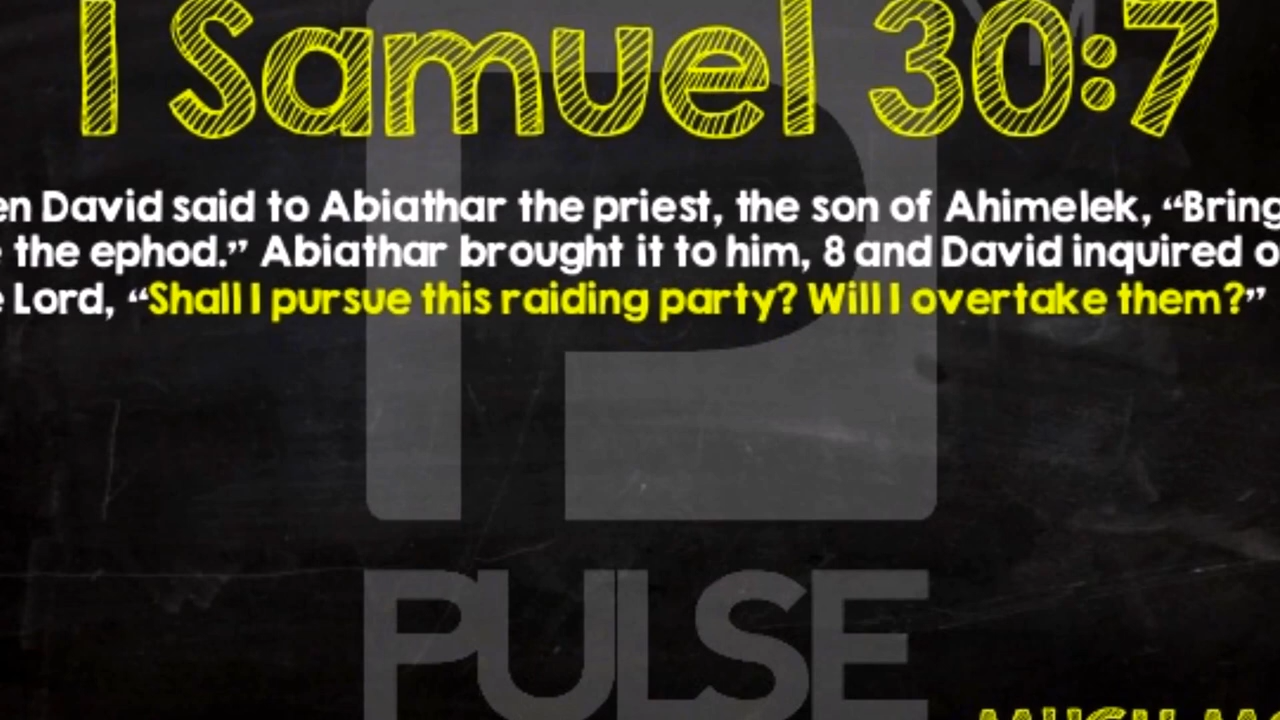 1 Samuel 30:7
en David said to Abiathar the priest, the son of Ahimelek, “Bring
the ephod.” Abiathar brought it to him, 8 and David inquired o
e Lord, “Shall I pursue this raiding party? Will I overtake them?”
PULSE